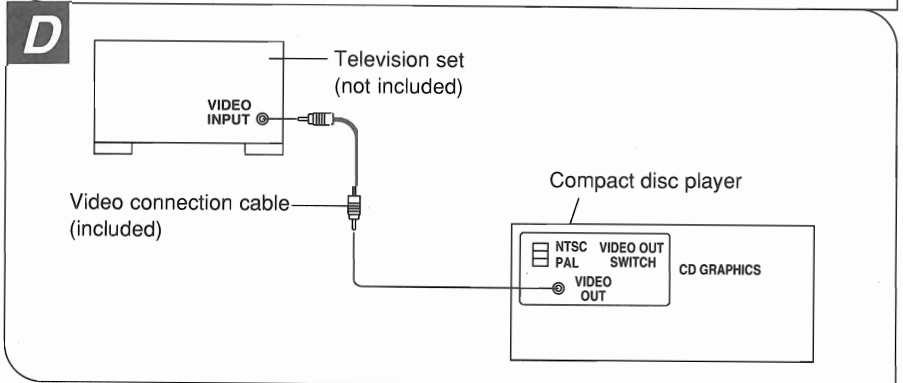 D
Television set
(not included)
VIDEO
INPUT
Video connection cable
(included)
Compact disc player
NTSC VIDEO OUT
PAL SWITCH
CD GRAPHICS
VIDEO
OUT